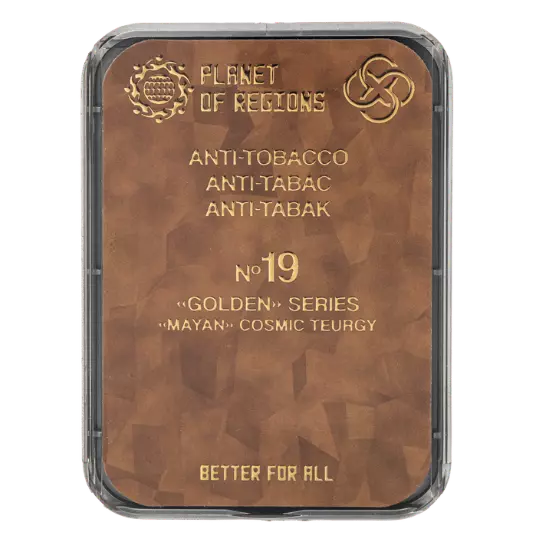 PLANET
OF REGIONS
ANTI-TOBACCO
ANTI-TABAC
ANTI-TABAK
Nº19
‹‹GOLDEN›› SERIES
‹‹MAYAN›› COSMIC TEURGY
BETTER FOR ALL